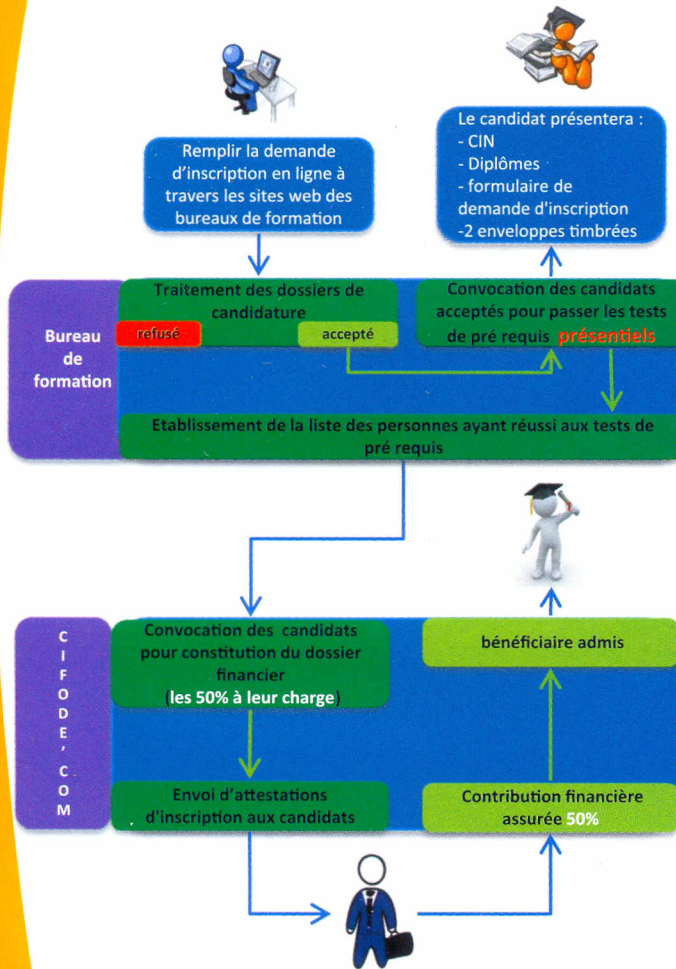 Remplir la demande
d'inscription en ligne à
travers les sites web des
bureaux de formation
Le candidat présentera :
- CIN
- Diplômes
- formulaire de
demande d'inscription
-2 enveloppes timbrées
Bureau
de
formation
Traitement des dossiers de
candidature
refusé
accepté
Convocation des candidats
acceptés pour passer les tests
de pré requis présentiels
Etablissement de la liste des personnes ayant réussi aux tests de
pré requis
C
I
F
O
D
E
'
C
O
M
Convocation des candidats
pour constitution du dossier
financier
(les 50% à leur charge)
bénéficiaire admis
Envoi d'attestations
d'inscription aux candidats
Contribution financière
assurée 50%